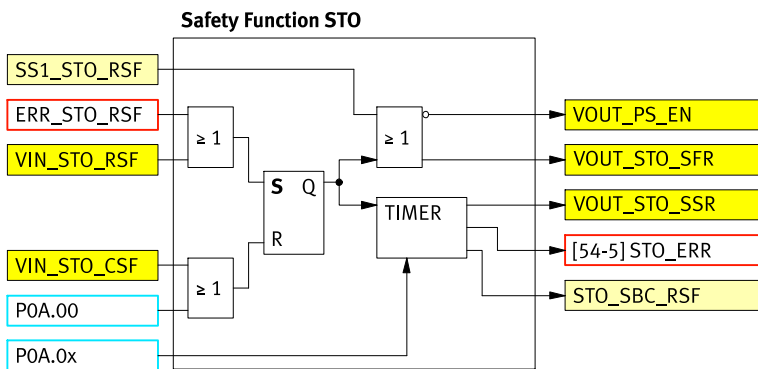 Safety Function STO
SS1_STO_RSF
ERR_STO_RSF
VIN_STO_RSF
VIN_STO_CSF
P0A.00
P0A.0x
≥ 1
≥ 1
S Q
R
≥ 1
TIMER
VOUT_PS_EN
VOUT_STO_SFR
VOUT_STO_SSR
[54-5] STO_ERR
STO_SBC_RSF